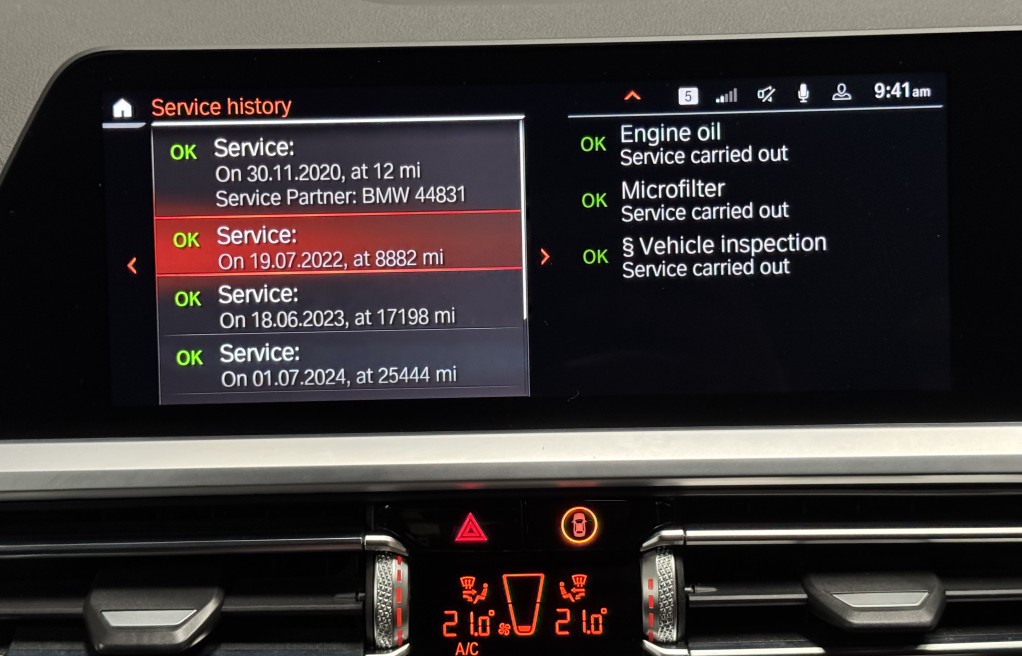 Service history
5
9:41am
OK Service:
On 30.11.2020, at 12 mi
Service Partner: BMW 44831
OK Service:
On 19.07.2022, at 8882 mi
OK Service:
On 18.06.2023, at 17198 mi
OK Service:
On 01.07.2024, at 25444 mi
OK Engine oil
Service carried out
OK Microfilter
Service carried out
OK § Vehicle inspection
Service carried out
21.0° 21.0°
A/C